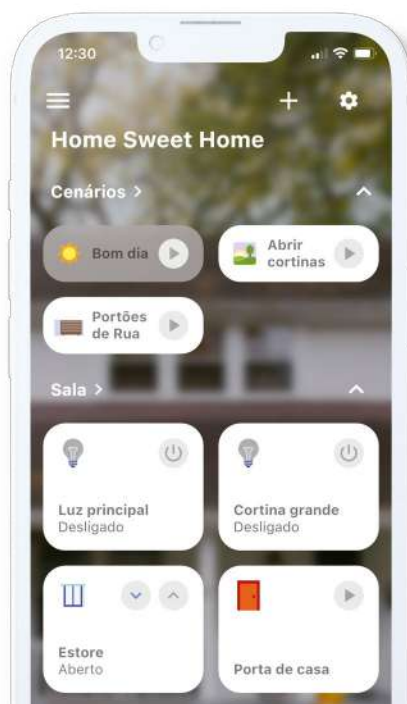 12:30
Home Sweet Home
Cenários >
Bom dia
Abrir
cortinas
Portões
de Rua
Sala >
Luz principal
Desligado
Cortina grande
Desligado
Estore
Aberto
Porta de casa